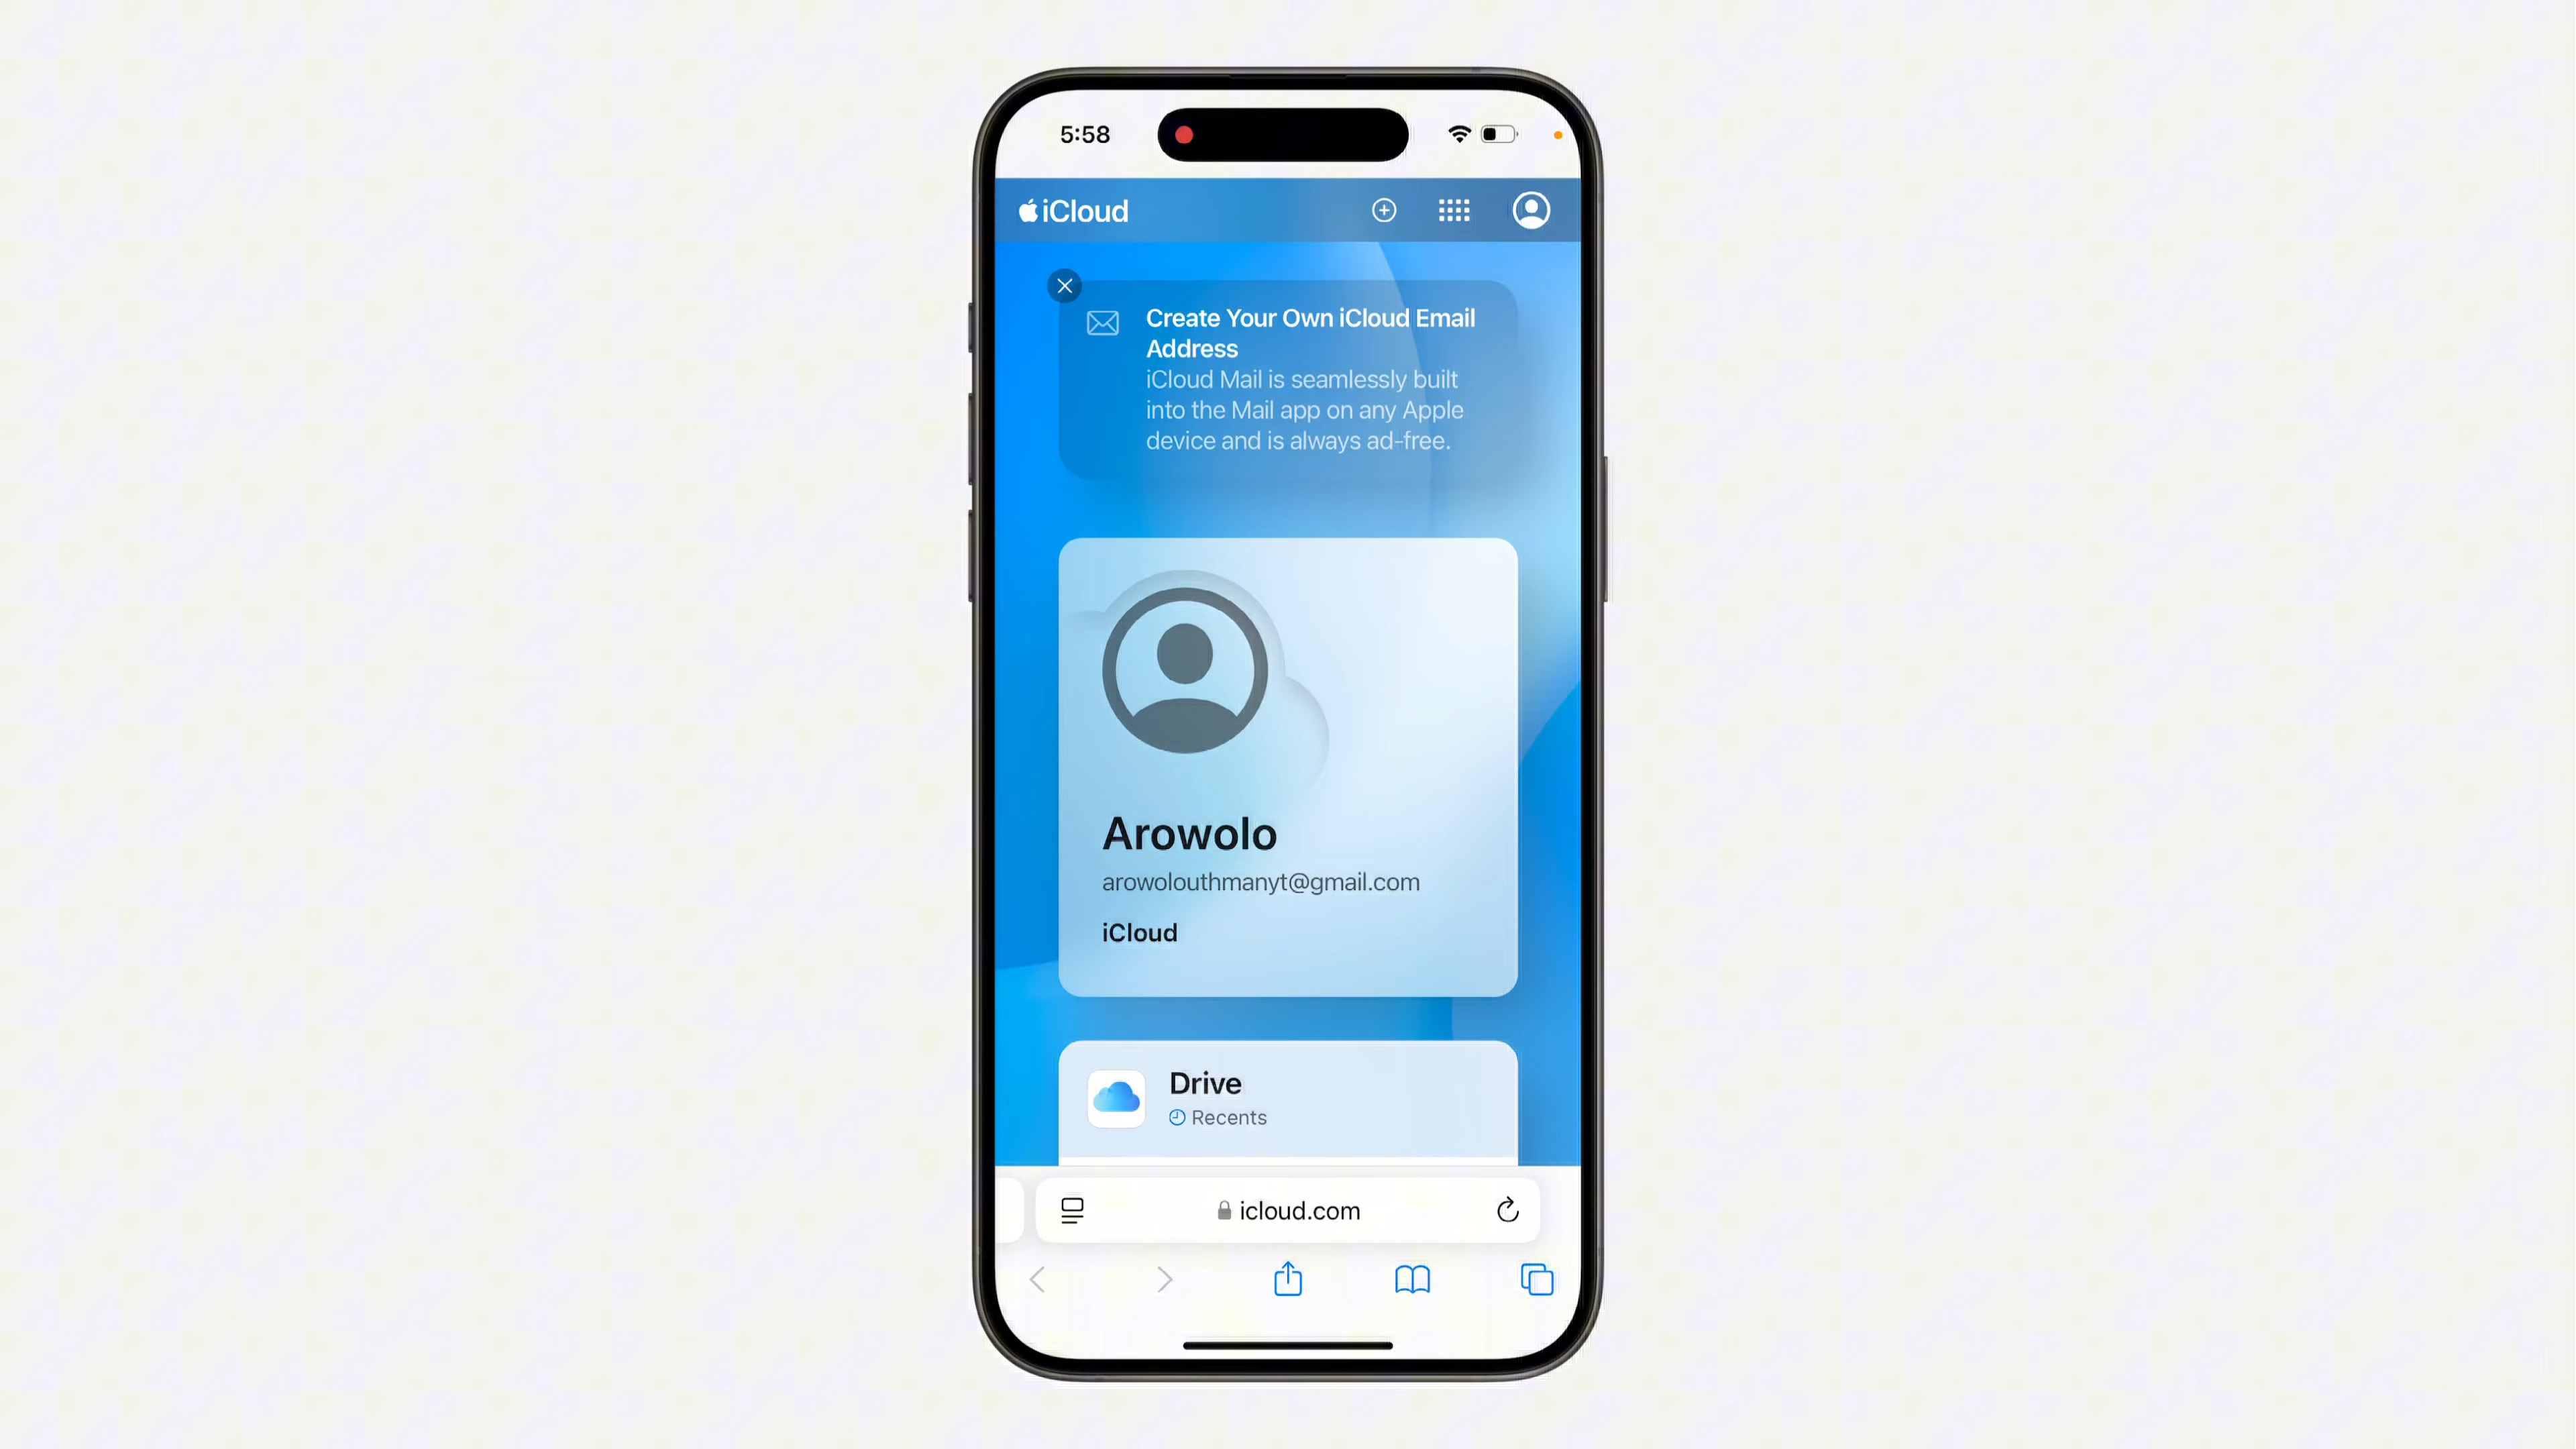 5:58
iCloud
Create Your Own iCloud Email
Address
iCloud Mail is seamlessly built
into the Mail app on any Apple
device and is always ad-free.
Arowolo
arowolouthmanyt@gmail.com
iCloud
Drive
Recents
icloud.com